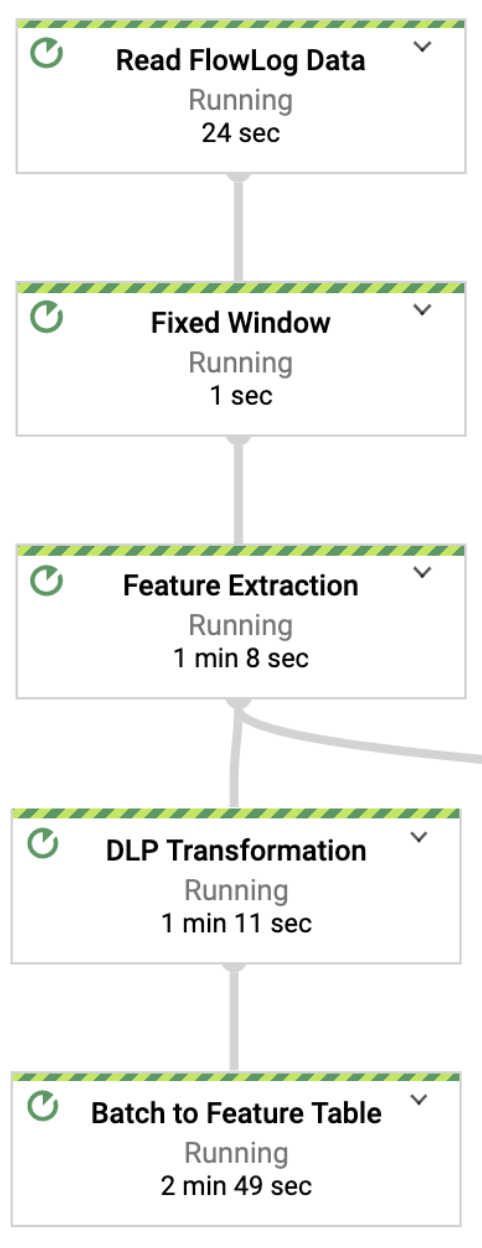 Read FlowLog Data
Running
24 sec
Fixed Window
Running
1 sec
Feature Extraction
Running
1 min 8 sec
DLP Transformation
Running
1 min 11 sec
Batch to Feature Table
Running
2 min 49 sec